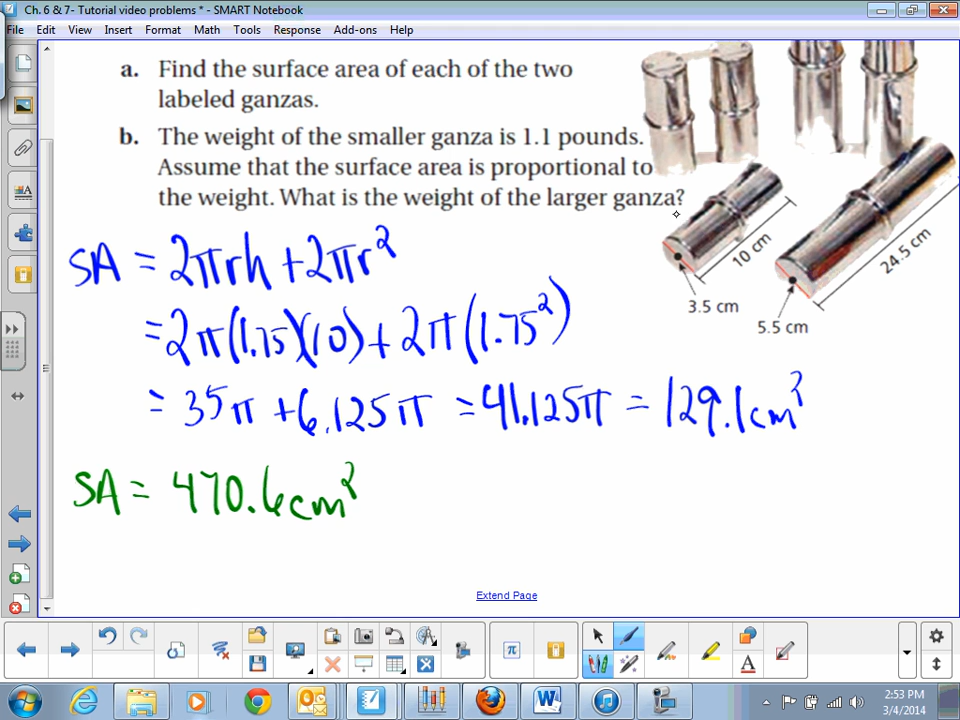 Ch. 6 & 7- Tutorial video problems * - SMART Notebook
File Edit View Insert Format Math Tools Response Add-ons Help
a. Find the surface area of each of the two
labeled ganzas.
b. The weight of the smaller ganza is 1.1 pounds.
Assume that the surface area is proportional to
the weight. What is the weight of the larger ganza?
10 cm
24.5 cm
3.5 cm
5.5 cm
SA = 2πrh + 2πr²
= 2π(1.75)(10) + 2π(1.75²)
= 35π + 6.125π = 41.125π = 129.1cm²
SA = 470.6cm²
Extend Page
π
A
2:53 PM
3/4/2014